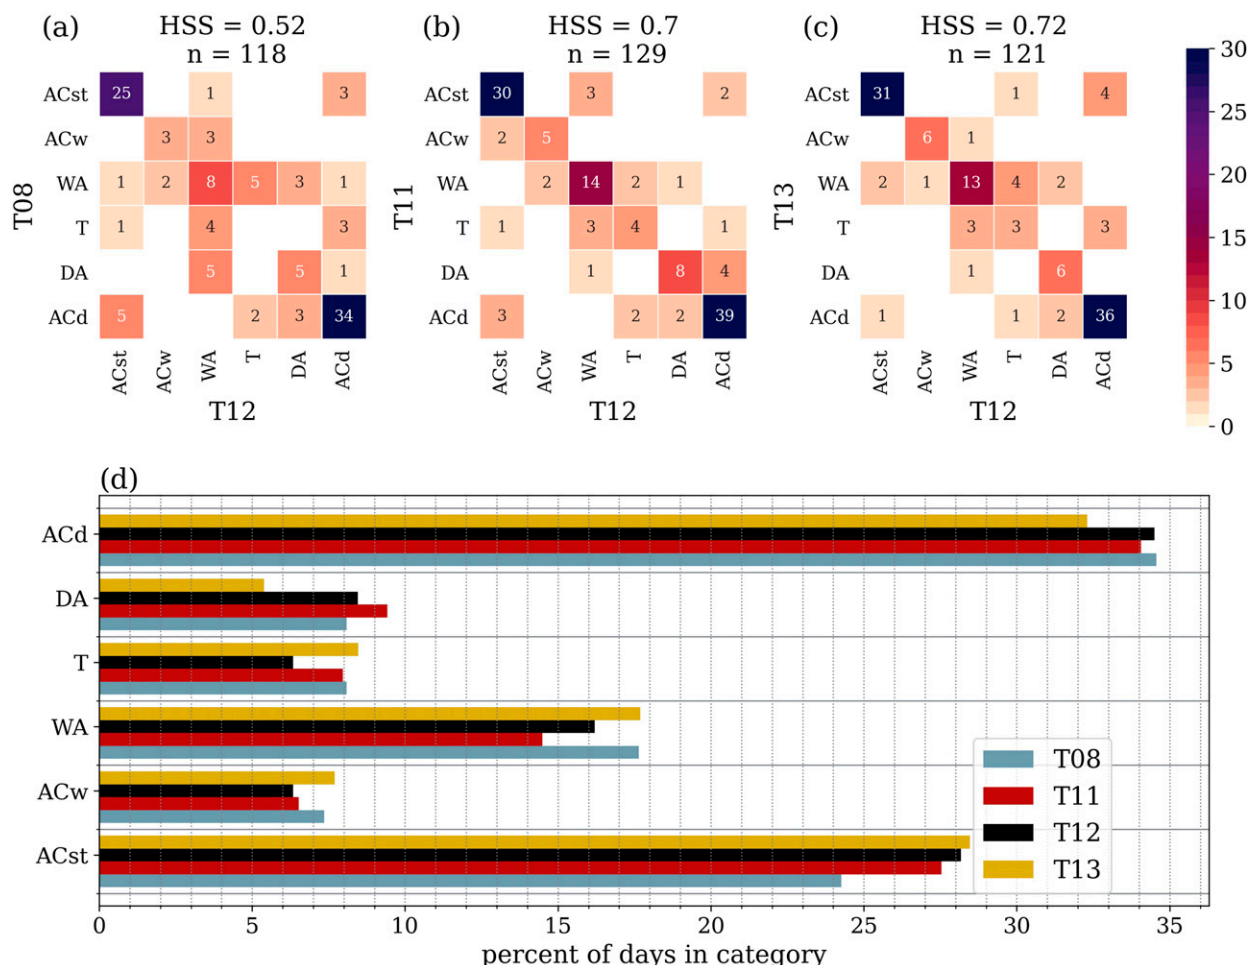 (a)
HSS = 0.52
n = 118
(b)
HSS = 0.7
n = 129
(c)
HSS = 0.72
n = 121
T08
ACst 25 1 3
ACw 3 3
WA 1 2 8 5 3 1
T 1 4 3
DA 5 5 1
ACd 5 2 3 34
ACst ACw WA T DA ACd
T12
T11
ACst 30 3 2
ACw 2 5
WA 2 14 2 1
T 1 3 4 1
DA 1 8 4
ACd 3 2 2 39
ACst ACw WA T DA ACd
T12
T13
ACst 31 1 4
ACw 6 1
WA 2 1 13 4 2
T 3 3 3
DA 1 6
ACd 1 1 2 36
ACst ACw WA T DA ACd
T12
30
25
20
15
10
5
0
(d)
ACd
DA
T
WA
ACw
ACst
T08
T11
T12
T13
0 5 10 15 20 25 30 35
percent of days in category